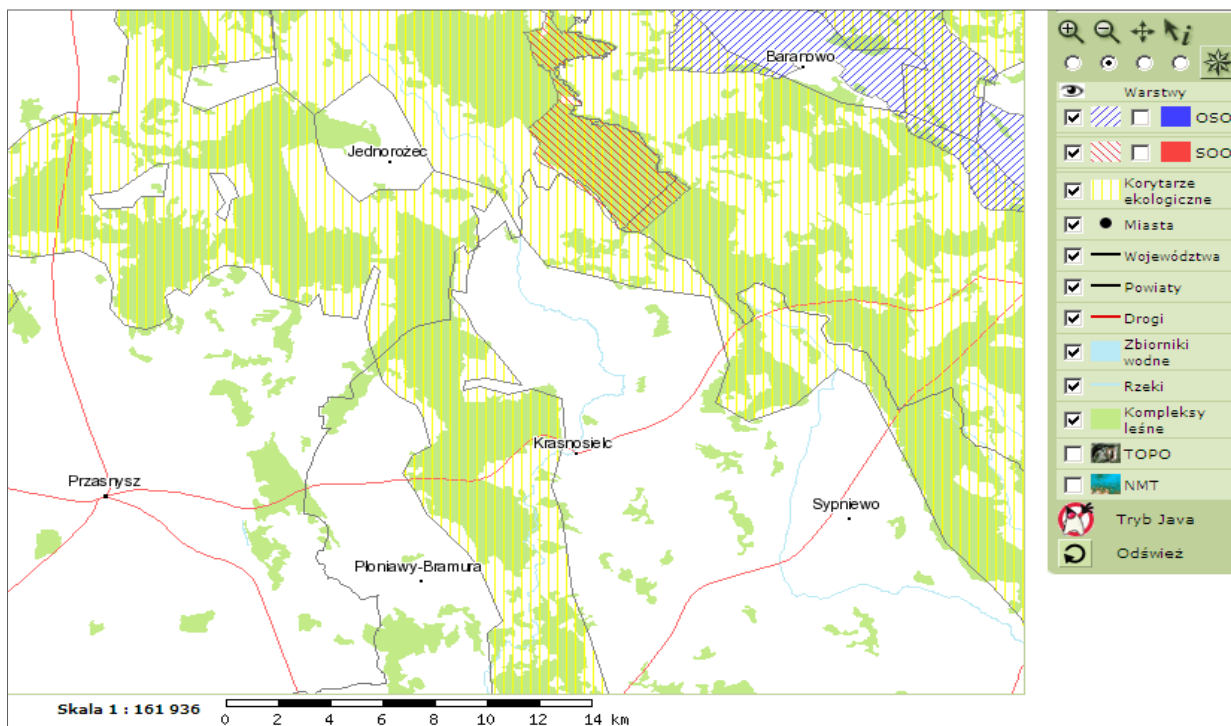 Baranowo
Jednorożec
Krasnosielc
Przasnysz
Sypniewo
Płoniawy-Bramura
Skala 1 : 161 936
0 2 4 6 8 10 12 14 km
i
Warstwy
OSO
SOO
Korytarze
ekologiczne
Miasta
Województwa
Powiaty
Drogi
Zbiorniki
wodne
Rzeki
Kompleksy
leśne
TOPO
NMT
Tryb Java
Odśwież